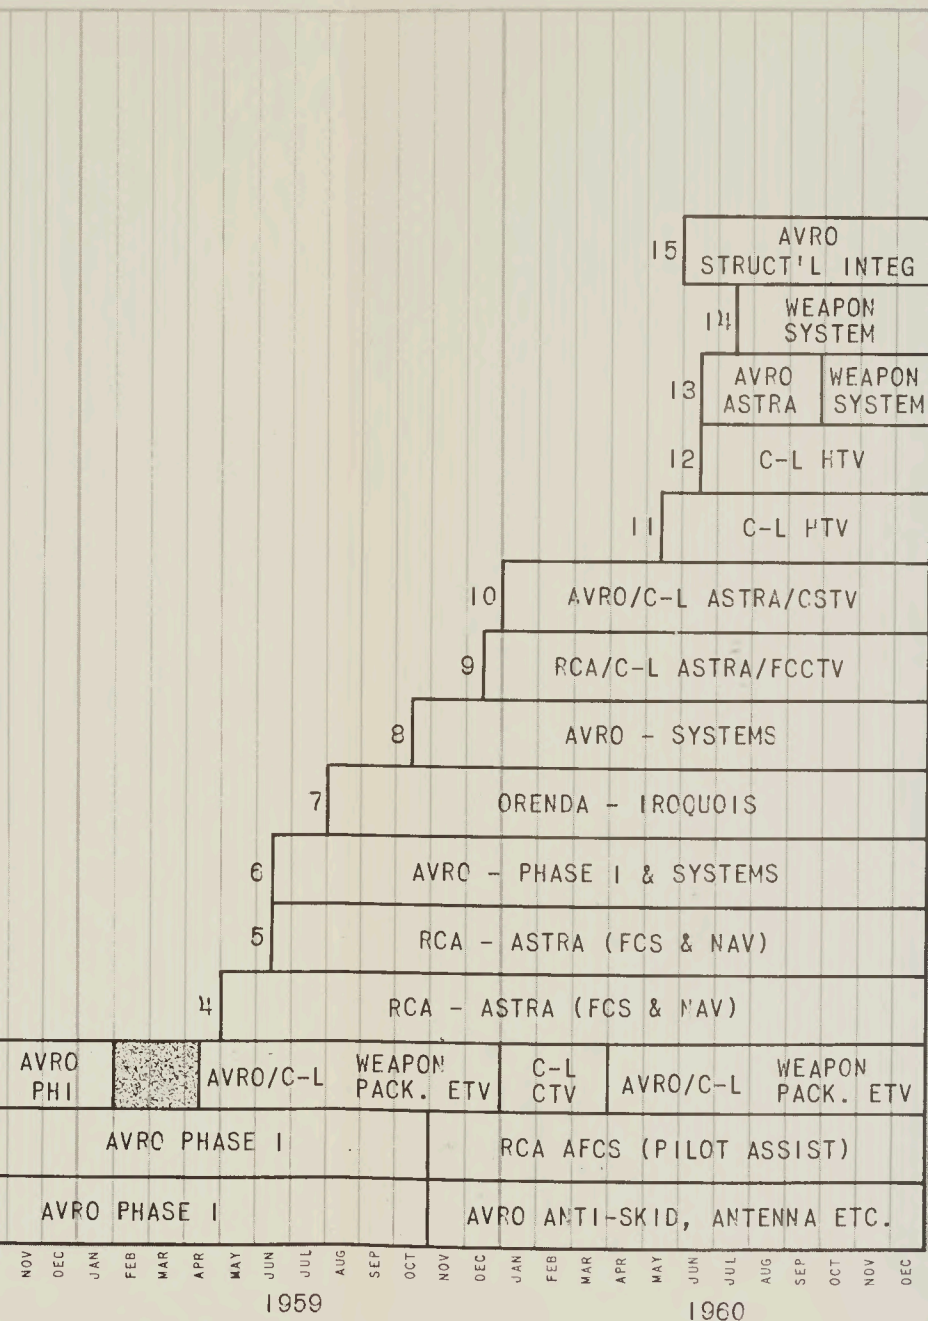 15 AVRO
STRUCT'L INTEG
14 WEAPON
SYSTEM
13 AVRO
ASTRA
WEAPON
SYSTEM
12 C-L HTV
11 C-L HTV
10 AVRO/C-L ASTRA/CSTV
9 RCA/C-L ASTRA/FCCTV
8 AVRO - SYSTEMS
7 ORENDA - IROQUOIS
6 AVRO - PHASE I & SYSTEMS
5 RCA - ASTRA (FCS & NAV)
4 RCA - ASTRA (FCS & NAV)
AVRO
PH I
AVRO/C-L WEAPON
PACK. ETV
C-L
CTV
AVRO/C-L WEAPON
PACK. ETV
AVRO PHASE I
RCA AFCS (PILOT ASSIST)
AVRO PHASE I
AVRO ANTI-SKID, ANTENNA ETC.
NOV DEC JAN FEB MAR APR MAY JUN JUL AUG SEP OCT NOV DEC JAN FEB MAR APR MAY JUN JUL AUG SEP OCT NOV DEC
1959 1960